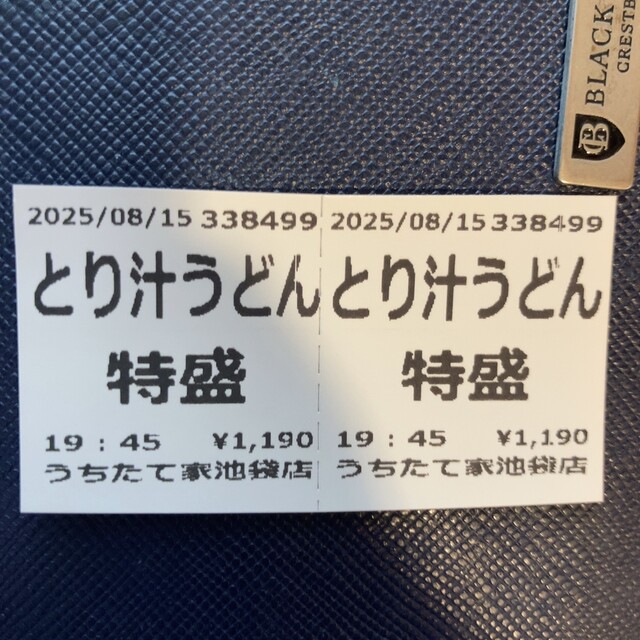 BLACK
CRESTB
B
2025/08/15 338499
とり汁うどん
特盛
19：45 ¥1,190
うちたて家池袋店
2025/08/15 338499
とり汁うどん
特盛
19：45 ¥1,190
うちたて家池袋店